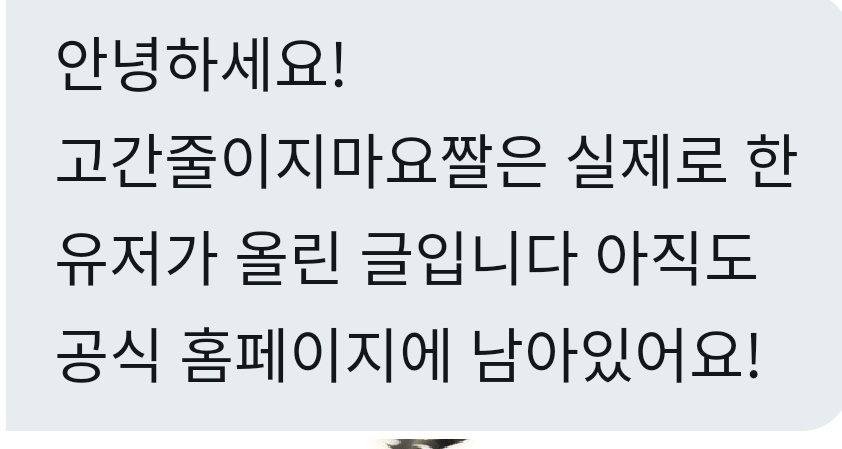 안녕하세요!
고간줄이지마요짤은 실제로 한
유저가 올린 글입니다 아직도
공식 홈페이지에 남아있어요!